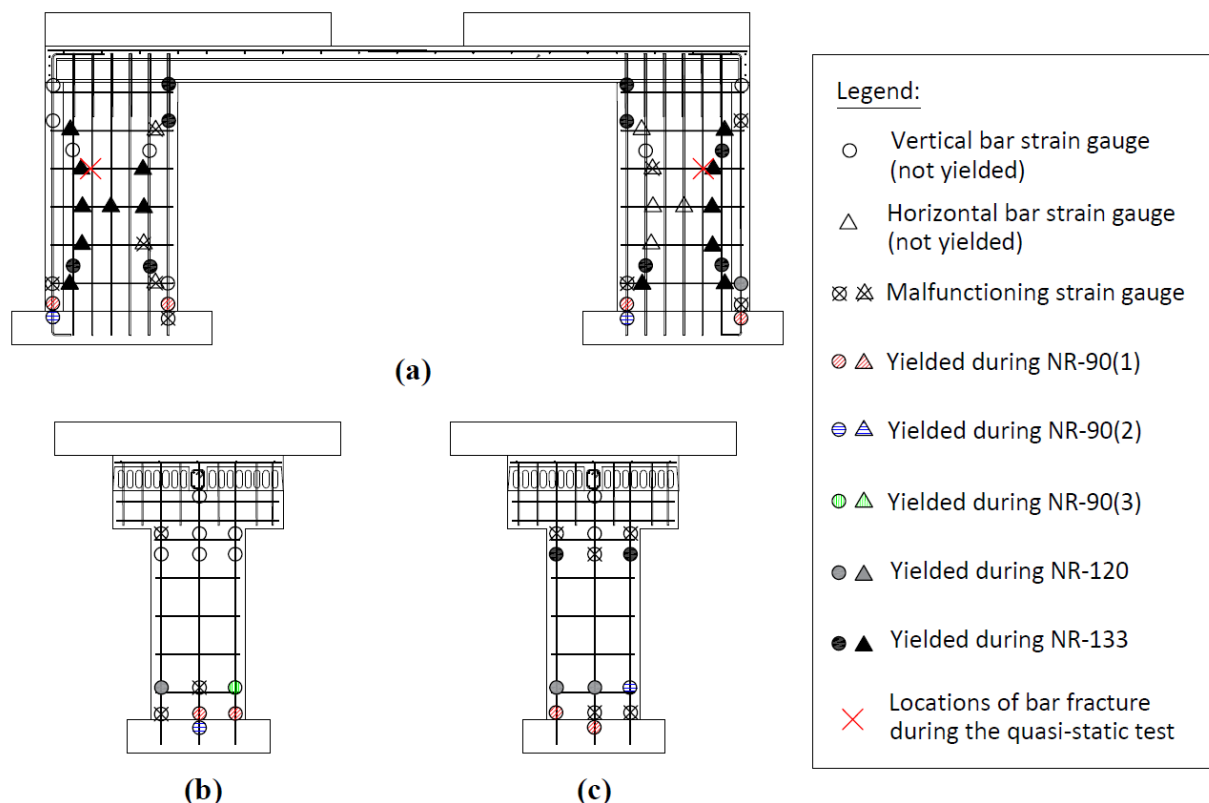 Legend:
Vertical bar strain gauge
(not yielded)
Horizontal bar strain gauge
(not yielded)
Malfunctioning strain gauge
Yielded during NR-90(1)
Yielded during NR-90(2)
Yielded during NR-90(3)
Yielded during NR-120
Yielded during NR-133
Locations of bar fracture
during the quasi-static test
(a)
(b)
(c)